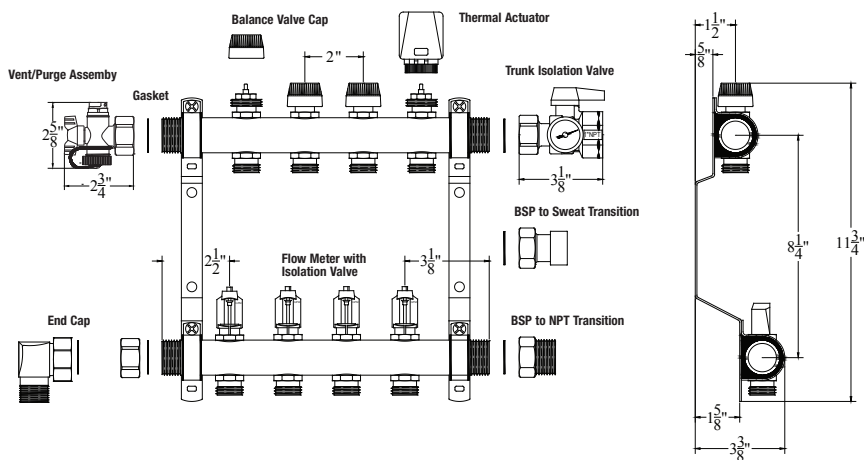 Balance Valve Cap
Thermal Actuator
1 1/2"
2"
5/8"
Vent/Purge Assemby
Gasket
Trunk Isolation Valve
2 5/8"
1"NPT
2 3/4"
3 1/8"
BSP to Sweat Transition
8 1/4"
11 3/4"
Flow Meter with
Isolation Valve
2 1/2"
3 1/8"
End Cap
BSP to NPT Transition
1 5/8"
3 3/8"